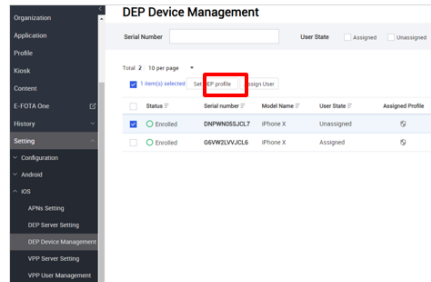 DEP Device Management
Organization
Application
Profile
Kiosk
Content
E-FOTA One
History
Setting
Configuration
Android
iOS
APNs Setting
DEP Server Setting
DEP Device Management
VPP Server Setting
VPP User Management
Serial Number
User State
Assigned
Unassigned
Total 2 10 per page
1 item(s) selected Set DEP profile sign User
Status Serial number Model Name User State Assigned Profile
Enrolled DNPWN05SJCL7 iPhone X Unassigned
Enrolled G6VW2LVVJCL6 iPhone X Assigned